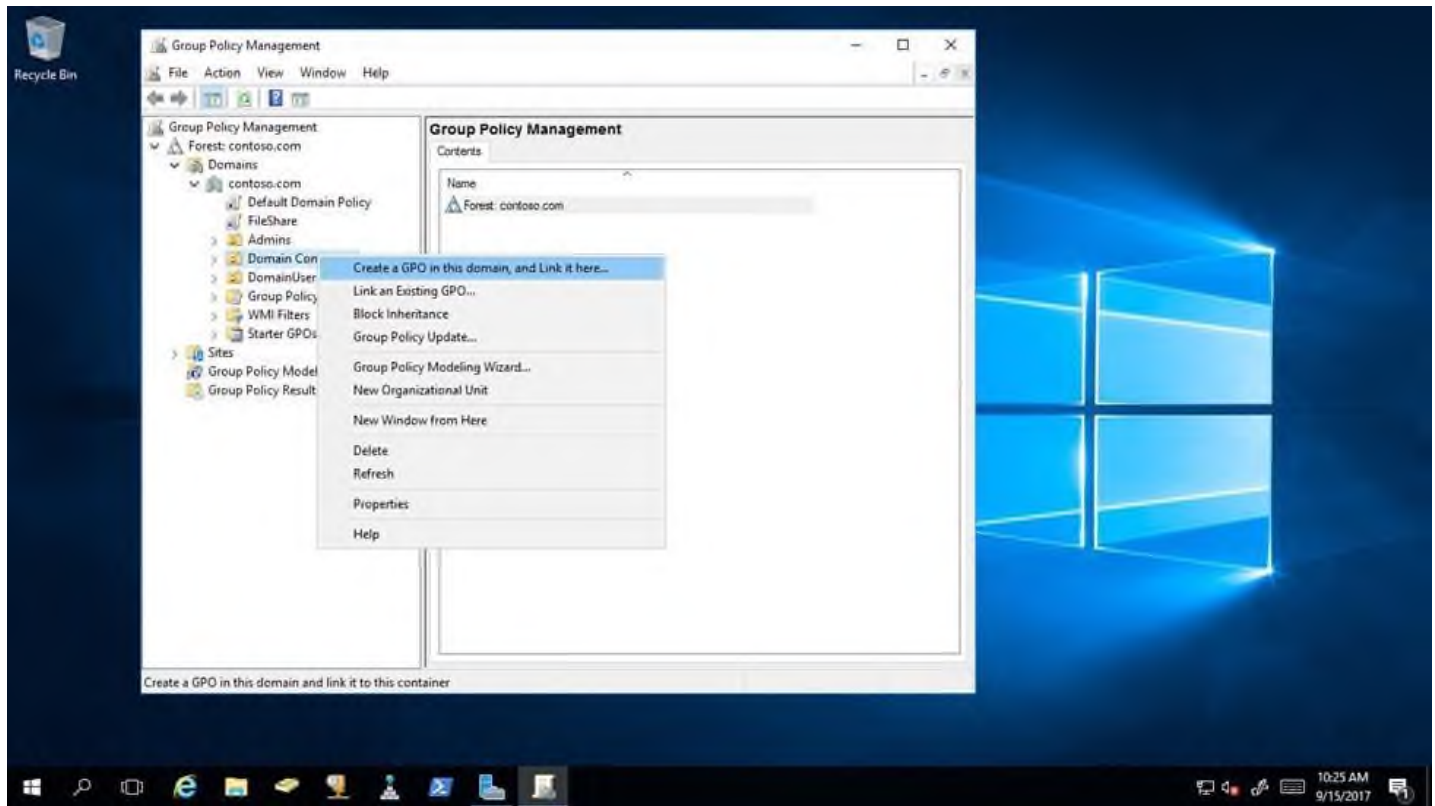 Recycle Bin
Group Policy Management
File Action View Window Help
Group Policy Management
Forest: contoso.com
Domains
contoso.com
Default Domain Policy
FileShare
Admins
Domain Con
DomainUser
Group Policy
WMI Filters
Starter GPOs
Sites
Group Policy Model
Group Policy Result
Group Policy Management
Contents
Name
Forest: contoso.com
Create a GPO in this domain, and Link it here...
Link an Existing GPO...
Block Inheritance
Group Policy Update...
Group Policy Modeling Wizard...
New Organizational Unit
New Window from Here
Delete
Refresh
Properties
Help
Create a GPO in this domain and link it to this container
10:25 AM
9/15/2017